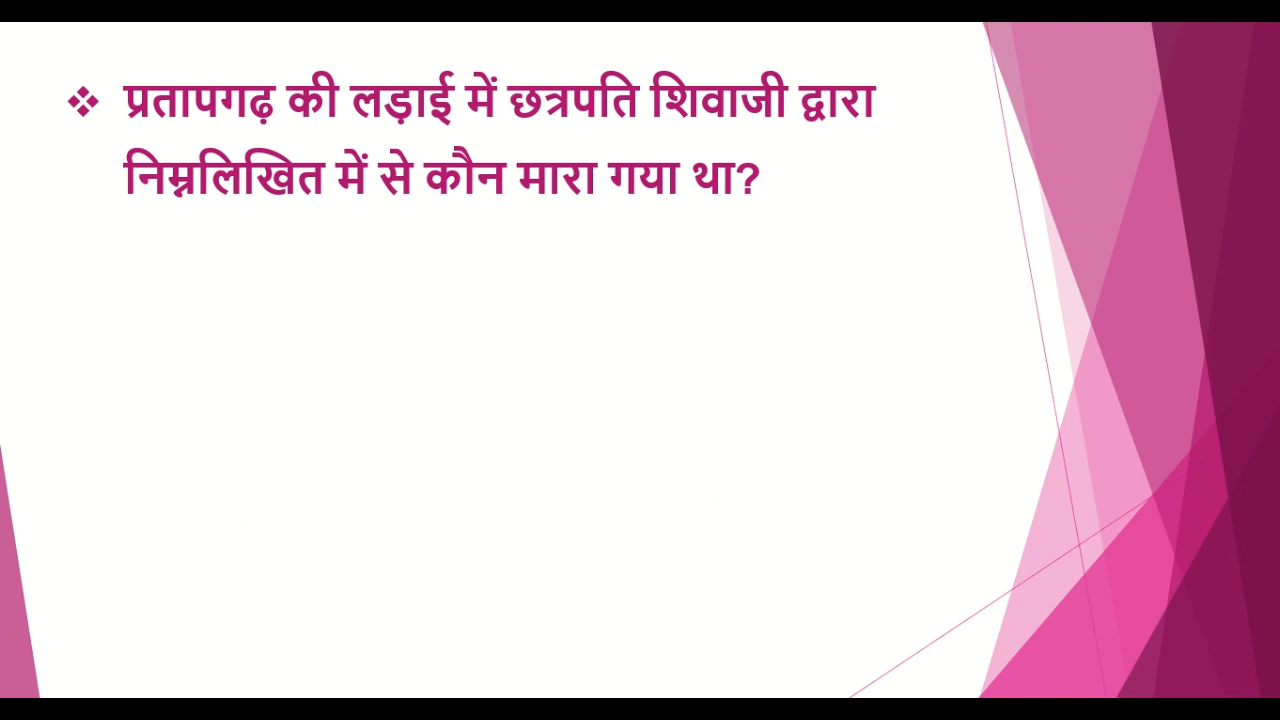 ❖ प्रतापगढ़ की लड़ाई में छत्रपति शिवाजी द्वारा
निम्नलिखित में से कौन मारा गया था?